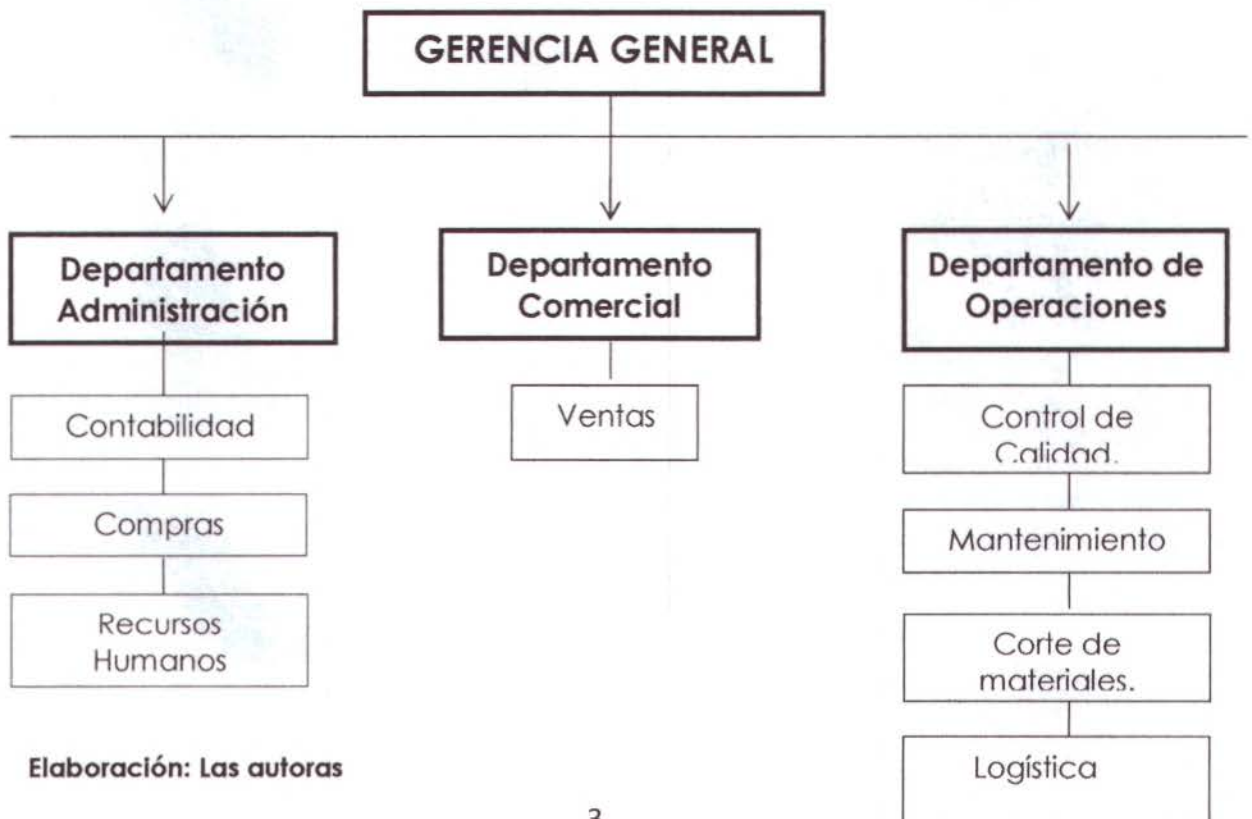 GERENCIA GENERAL
Departamento
Administración
Contabilidad
Compras
Recursos
Humanos
Departamento
Comercial
Ventas
Departamento de
Operaciones
Control de
Calidad.
Mantenimiento
Corte de
materiales.
Logística
Elaboración: Las autoras
3